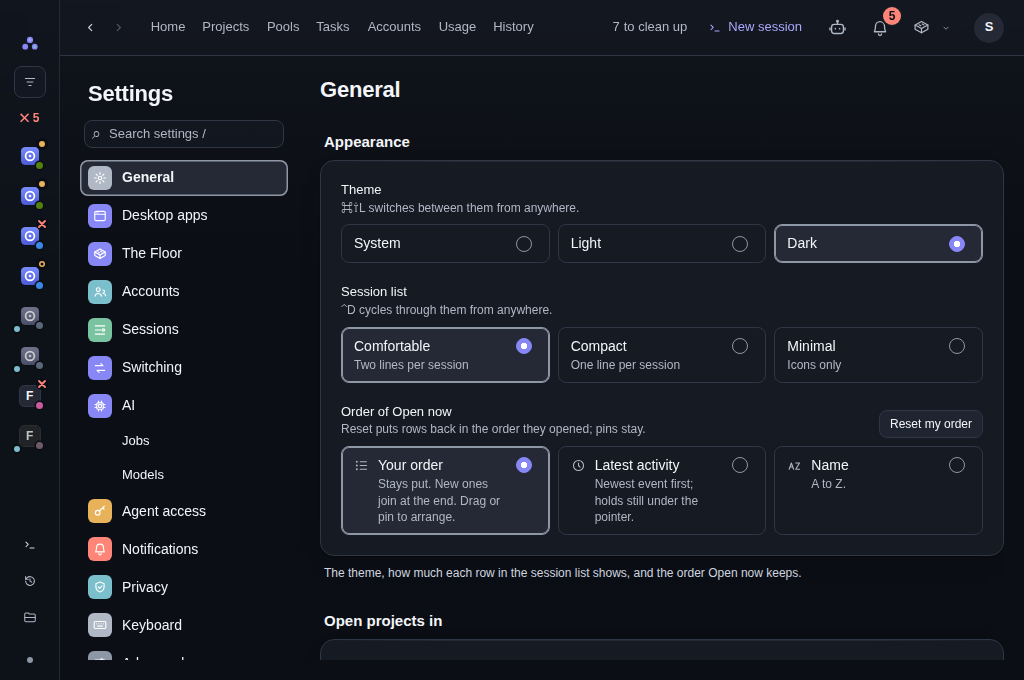 Home Projects Pools Tasks Accounts Usage History 7 to clean up New session 5 S
5
F
F
Settings
Search settings /
General
Desktop apps
The Floor
Accounts
Sessions
Switching
AI
Jobs
Models
Agent access
Notifications
Privacy
Keyboard
General
Appearance
Theme
⌘⇧L switches between them from anywhere.
System Light Dark
Session list
^D cycles through them from anywhere.
Comfortable Compact Minimal
Two lines per session One line per session Icons only
Order of Open now
Reset puts rows back in the order they opened; pins stay.
Reset my order
Your order
Stays put. New ones
join at the end. Drag or
pin to arrange.
Latest activity
Newest event first;
holds still under the
pointer.
AZ Name
A to Z.
The theme, how much each row in the session list shows, and the order Open now keeps.
Open projects in